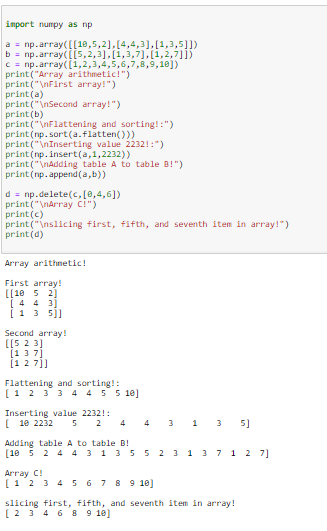 import numpy as np

a = np.array([[10,5,2],[4,4,3],[1,3,5]])
b = np.array([[5,2,3],[1,3,7],[1,2,7]])
c = np.array([1,2,3,4,5,6,7,8,9,10])
print("Array arithmetic!")
print("\nFirst array!")
print(a)
print("\nSecond array!")
print(b)
print("\nFlattening and sorting!:")
print(np.sort(a.flatten()))
print("\nInserting value 2232!:")
print(np.insert(a,1,2232))
print("\nAdding table A to table B!")
print(np.append(a,b))

d = np.delete(c,[0,4,6])
print("\nArray C!")
print(c)
print("\nslicing first, fifth, and seventh item in array!")
print(d)

Array arithmetic!

First array!
[[10  5  2]
 [ 4  4  3]
 [ 1  3  5]]

Second array!
[[5 2 3]
 [1 3 7]
 [1 2 7]]

Flattening and sorting!:
[ 1  2  3  3  4  4  5  5 10]

Inserting value 2232!:
[  10 2232    5    2    4    4    3    1    3    5]

Adding table A to table B!
[10  5  2  4  4  3  1  3  5  5  2  3  1  3  7  1  2  7]

Array C!
[ 1  2  3  4  5  6  7  8  9 10]

slicing first, fifth, and seventh item in array!
[ 2  3  4  6  8  9 10]